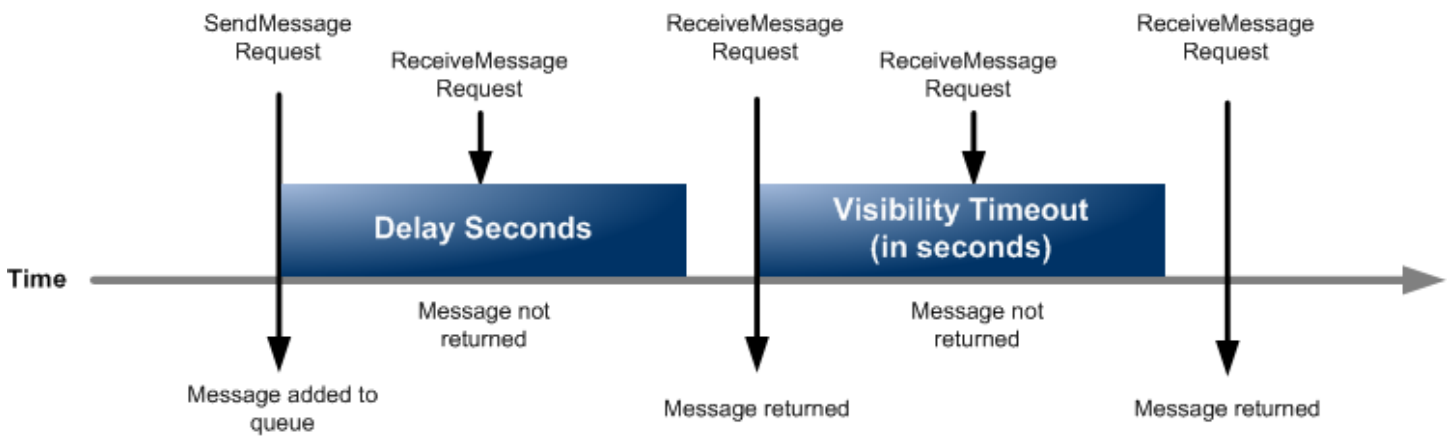 SendMessage
Request
ReceiveMessage
Request
ReceiveMessage
Request
ReceiveMessage
Request
ReceiveMessage
Request
Delay Seconds
Visibility Timeout
(in seconds)
Time
Message not
returned
Message not
returned
Message added to
queue
Message returned
Message returned